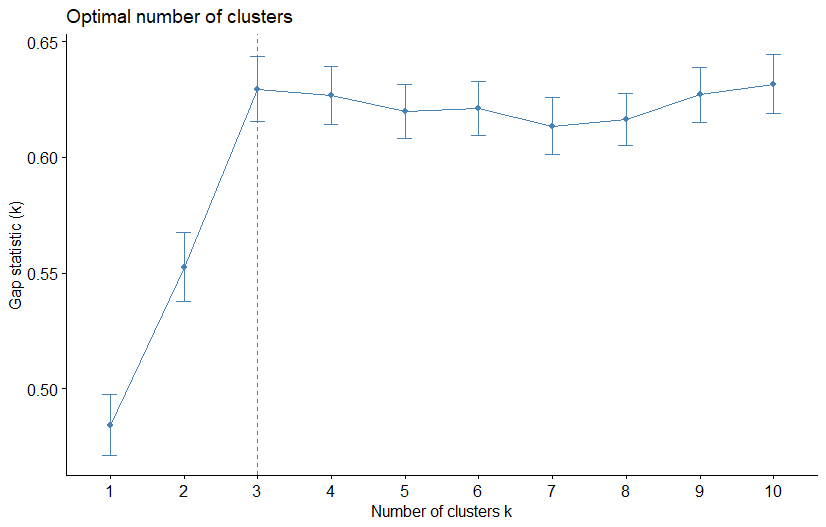 Optimal number of clusters
0.65
0.60
0.55
0.50
Gap statistic (k)
1 2 3 4 5 6 7 8 9 10
Number of clusters k